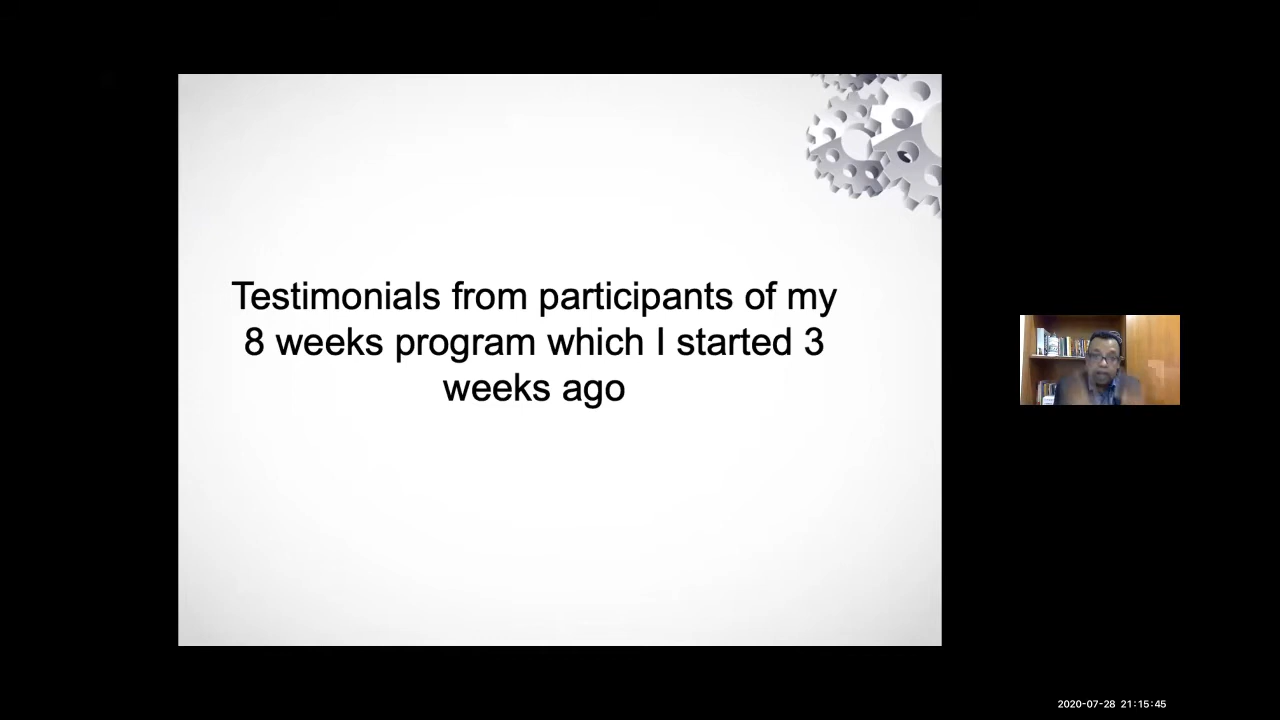 Testimonials from participants of my
8 weeks program which I started 3
weeks ago
2020-07-28 21:15:45